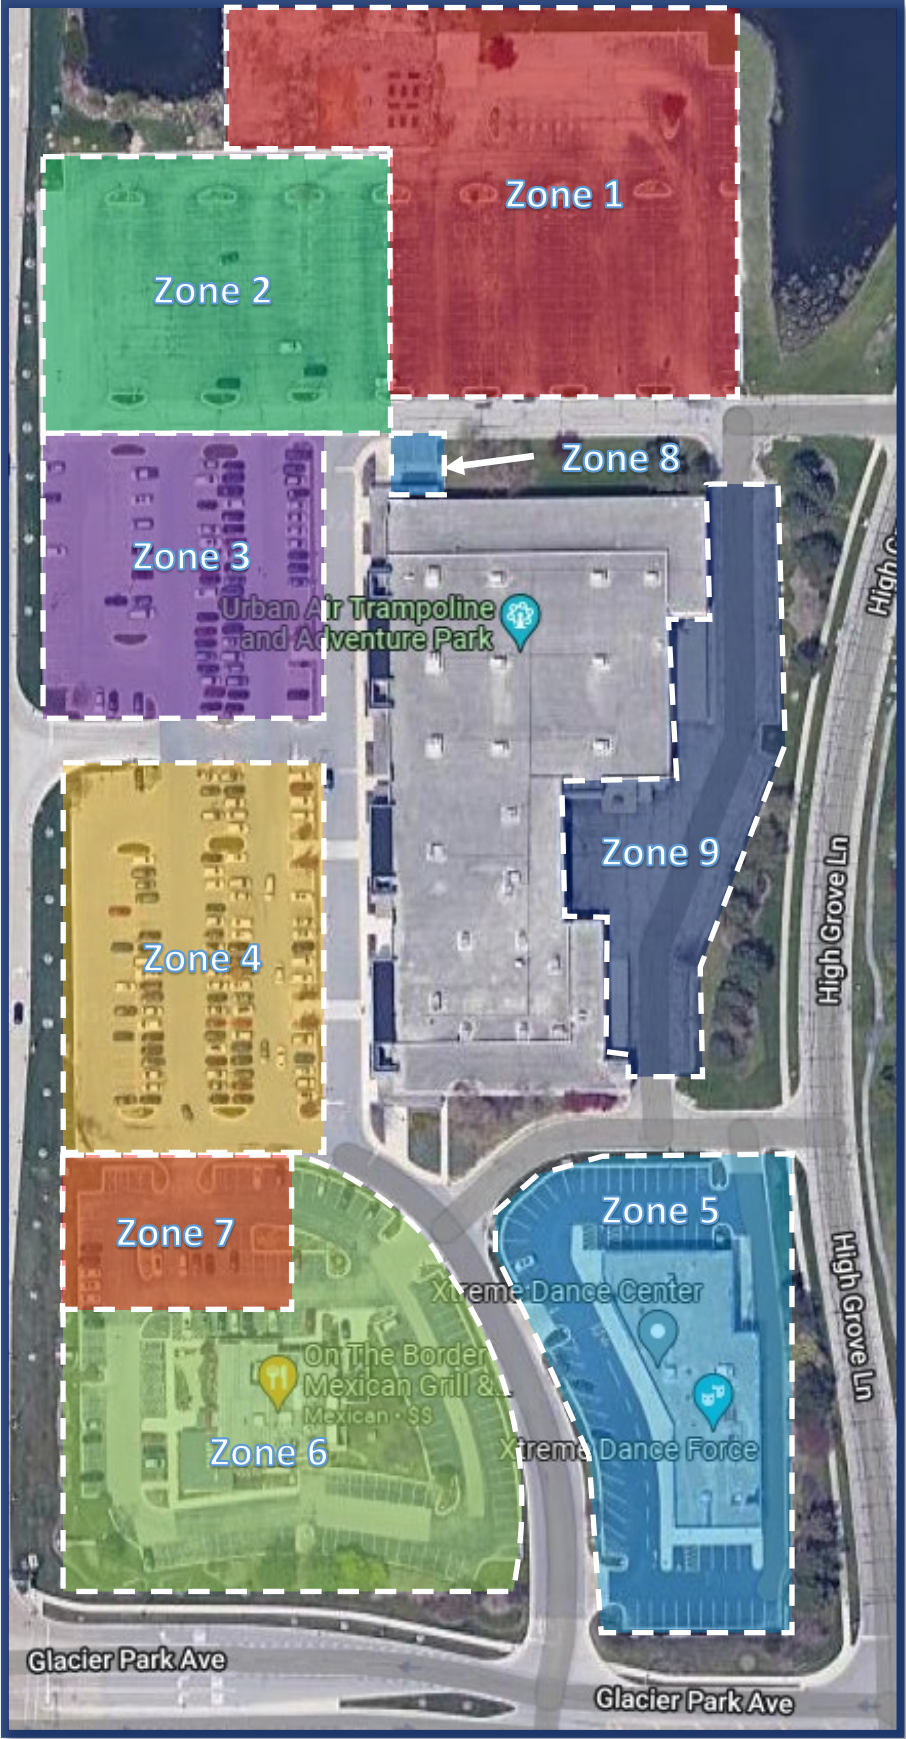 Zone 1
Zone 2
Zone 8
Zone 3
High G
Urban Air Trampoline
and Adventure Park
Zone 9
High Grove Ln
Zone 4
Zone 5
Zone 7
High Grove Ln
Xtreme Dance Center
On The Border
Mexican Grill &...
Mexican • $$
Zone 6
Xtreme Dance Force
Glacier Park Ave
Glacier Park Ave